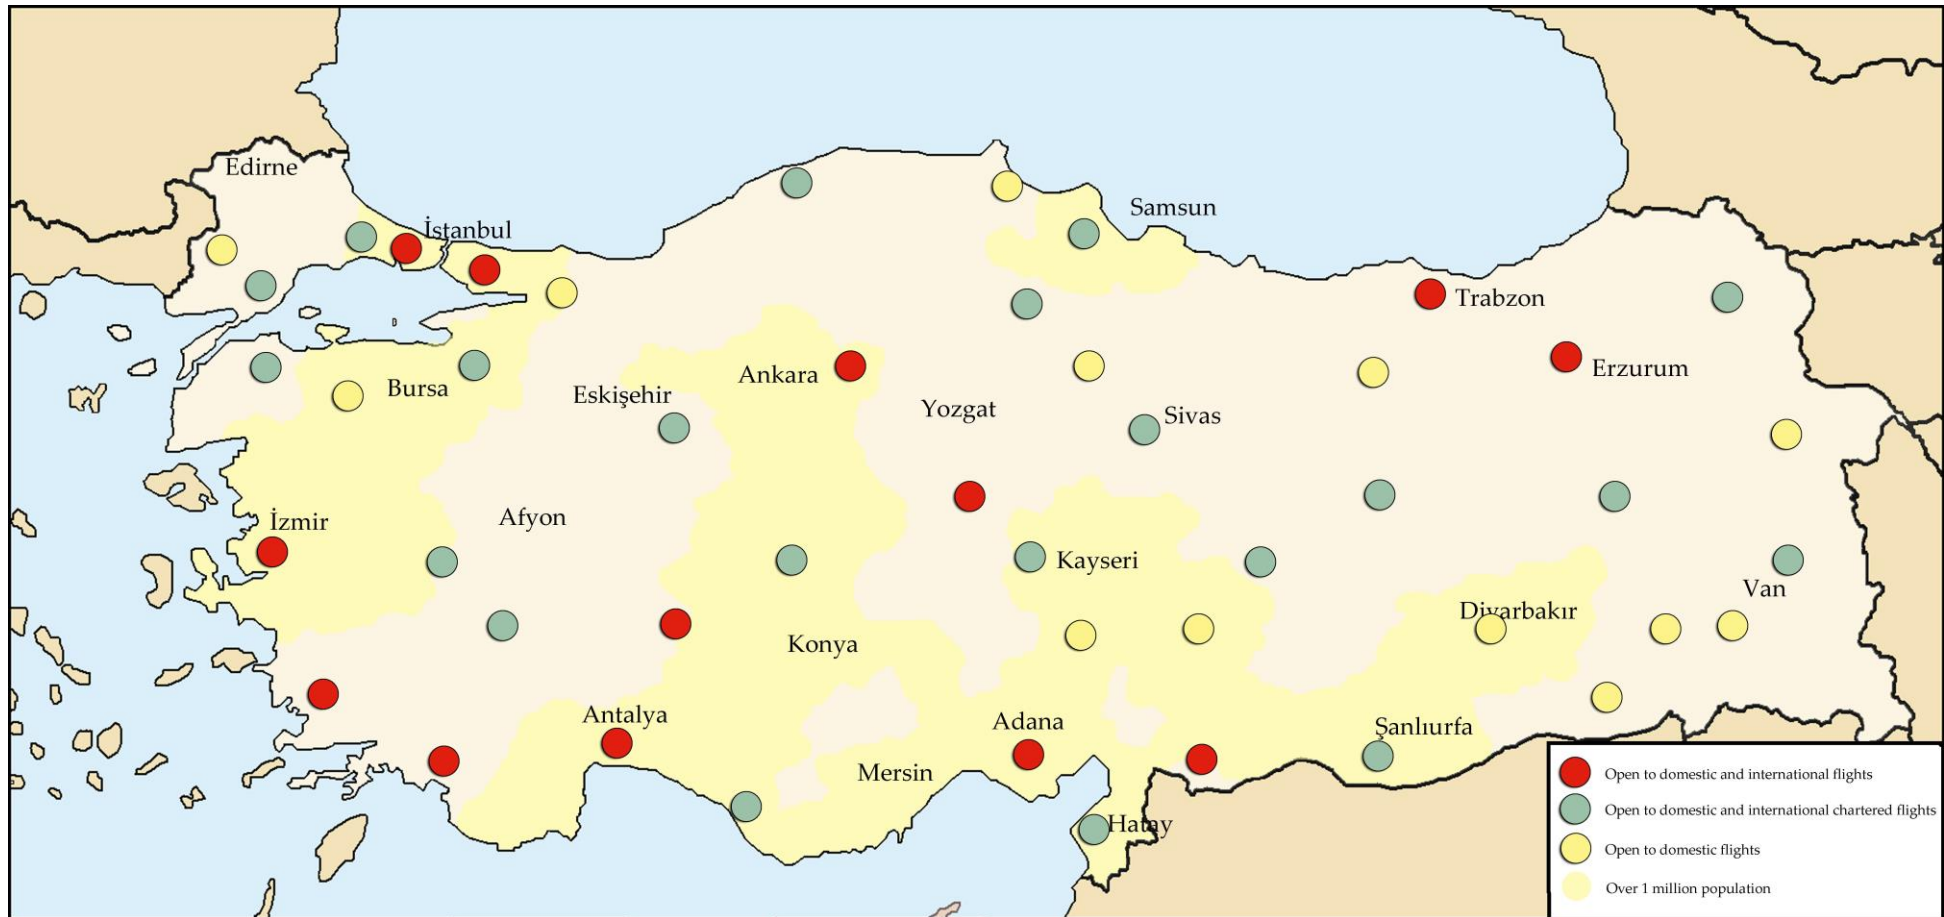 Edirne
İstanbul
Samsun
Trabzon
Erzurum
Ankara
Bursa
Eskişehir
Yozgat
Sivas
İzmir
Afyon
Kayseri
Van
Diyarbakır
Konya
Antalya
Adana
Şanlıurfa
Mersin
Hatay
Open to domestic and international flights
Open to domestic and international chartered flights
Open to domestic flights
Over 1 million population